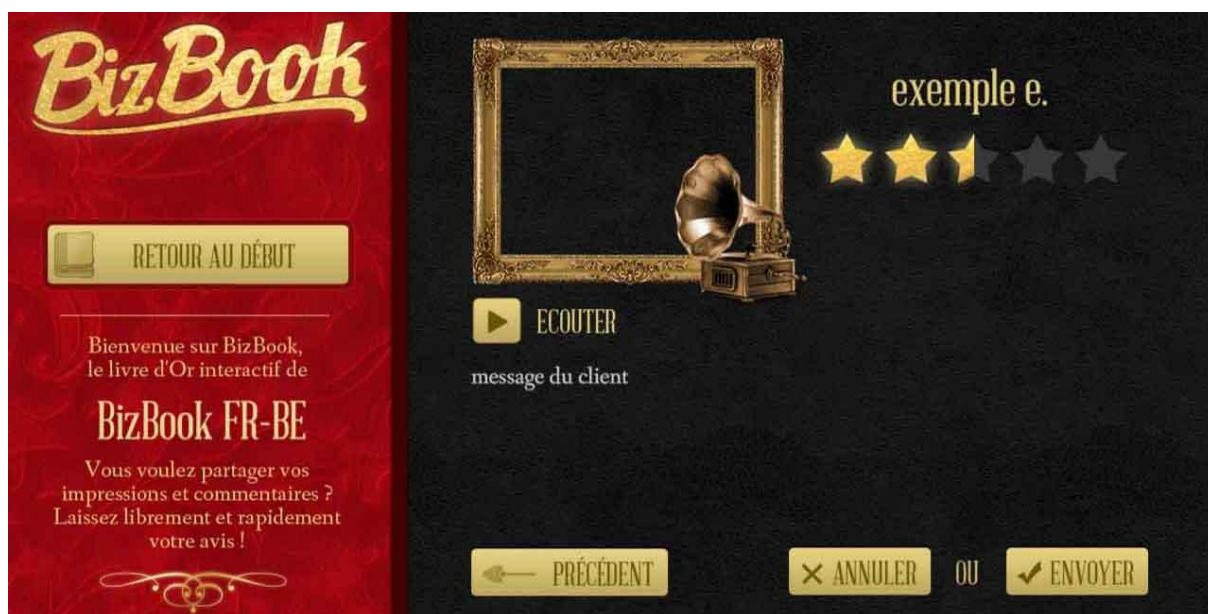 BizBook
RETOUR AU DÉBUT
Bienvenue sur BizBook,
le livre d'Or interactif de
BizBook FR-BE
Vous voulez partager vos
impressions et commentaires ?
Laissez librement et rapidement
votre avis !
exemple e.
ECOUTER
message du client
PRÉCÉDENT
ANNULER OU ENVOYER